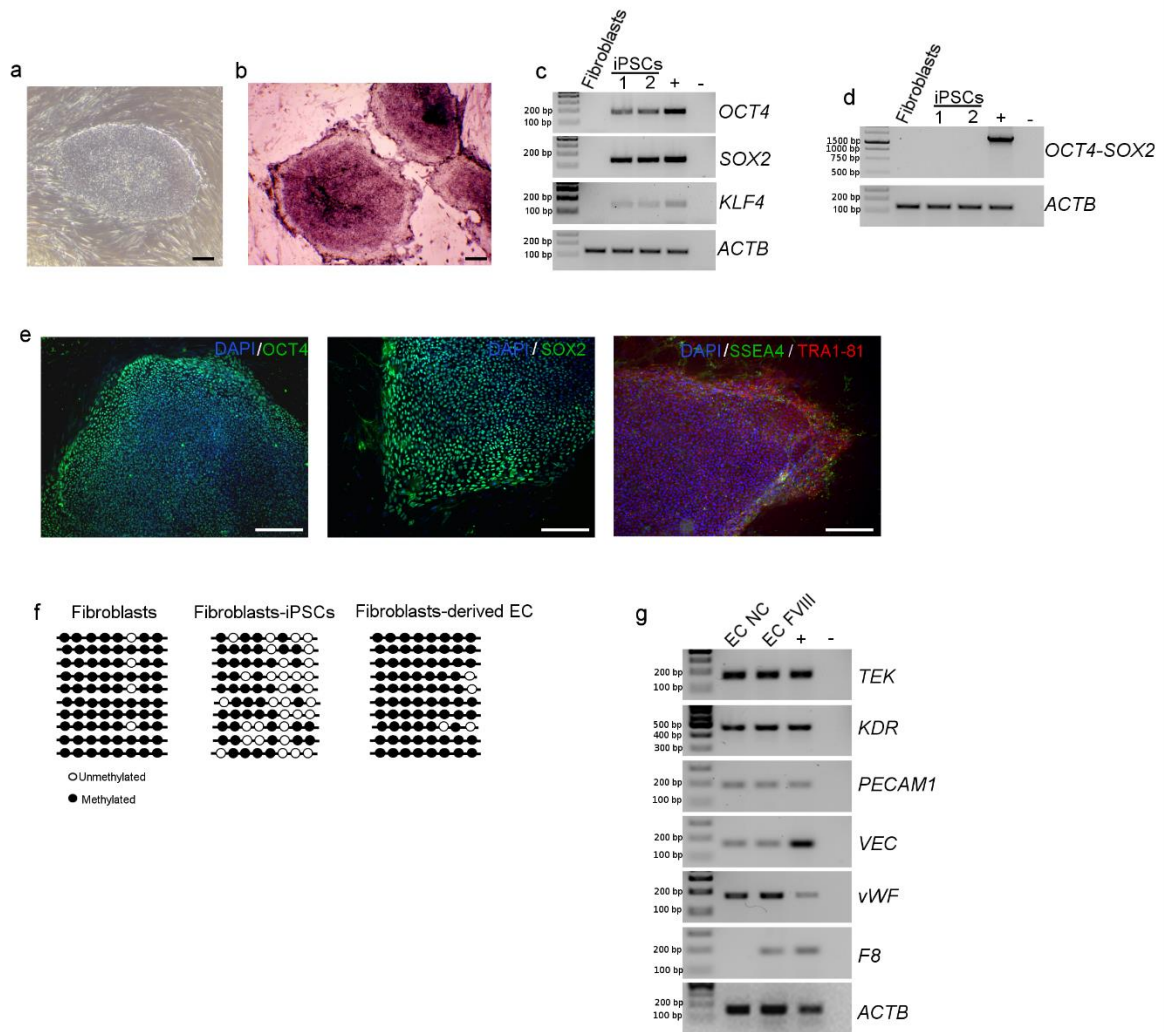 a
b
c
Fibroblasts
iPSCs
1 2 + -
200 bp
100 bp
OCT4
200 bp
SOX2
200 bp
100 bp
KLF4
200 bp
100 bp
ACTB
d
Fibroblasts
iPSCs
1 2 + -
1500 bp
1000 bp
750 bp
500 bp
OCT4-SOX2
200 bp
100 bp
ACTB
e
DAPI/OCT4
DAPI/SOX2
DAPI/SSEA4/TRA1-81
f
Fibroblasts
Fibroblasts-iPSCs
Fibroblasts-derived EC
Unmethylated
Methylated
g
EC NC
EC FVIII
+ -
200 bp
100 bp
TEK
500 bp
400 bp
300 bp
KDR
200 bp
100 bp
PECAM1
200 bp
100 bp
VEC
200 bp
100 bp
vWF
200 bp
100 bp
F8
200 bp
100 bp
ACTB